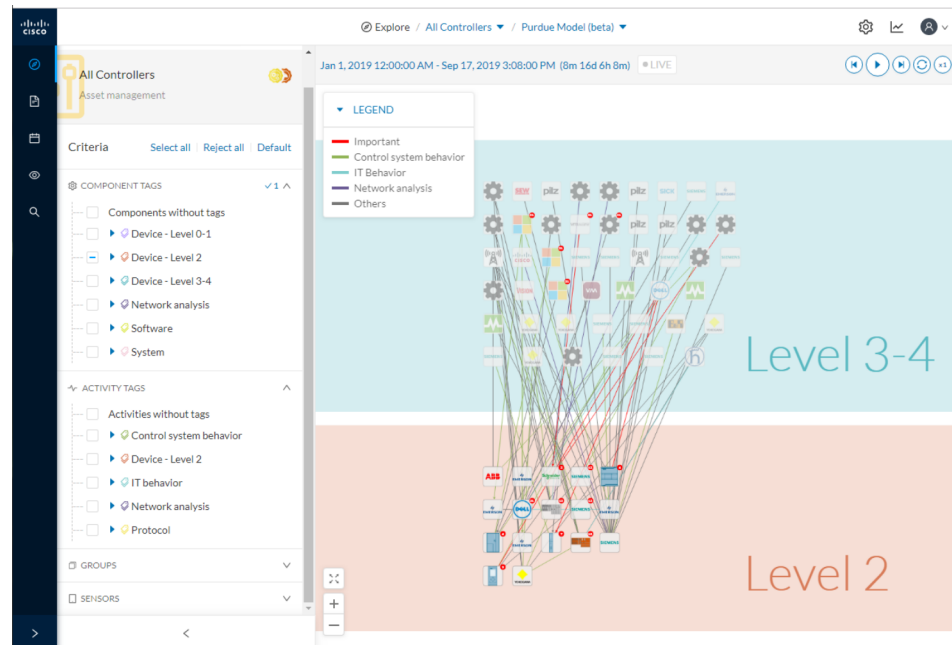 CISCO
Explore / All Controllers / Purdue Model (beta)
All Controllers
Asset management
Jan 1, 2019 12:00:00 AM - Sep 17, 2019 3:08:00 PM (8m 16d 6h 8m) LIVE
x1
LEGEND
Important
Control system behavior
IT Behavior
Network analysis
Others
Criteria Select all Reject all Default
COMPONENT TAGS 1
Components without tags
Device - Level 0-1
Device - Level 2
Device - Level 3-4
Network analysis
Software
System
ACTIVITY TAGS
Activities without tags
Control system behavior
Device - Level 2
IT behavior
Network analysis
Protocol
GROUPS
SENSORS
pilz
pilz
pilz pilz
DELL
Level 3-4
ABB
DELL
SIEMENS
Level 2